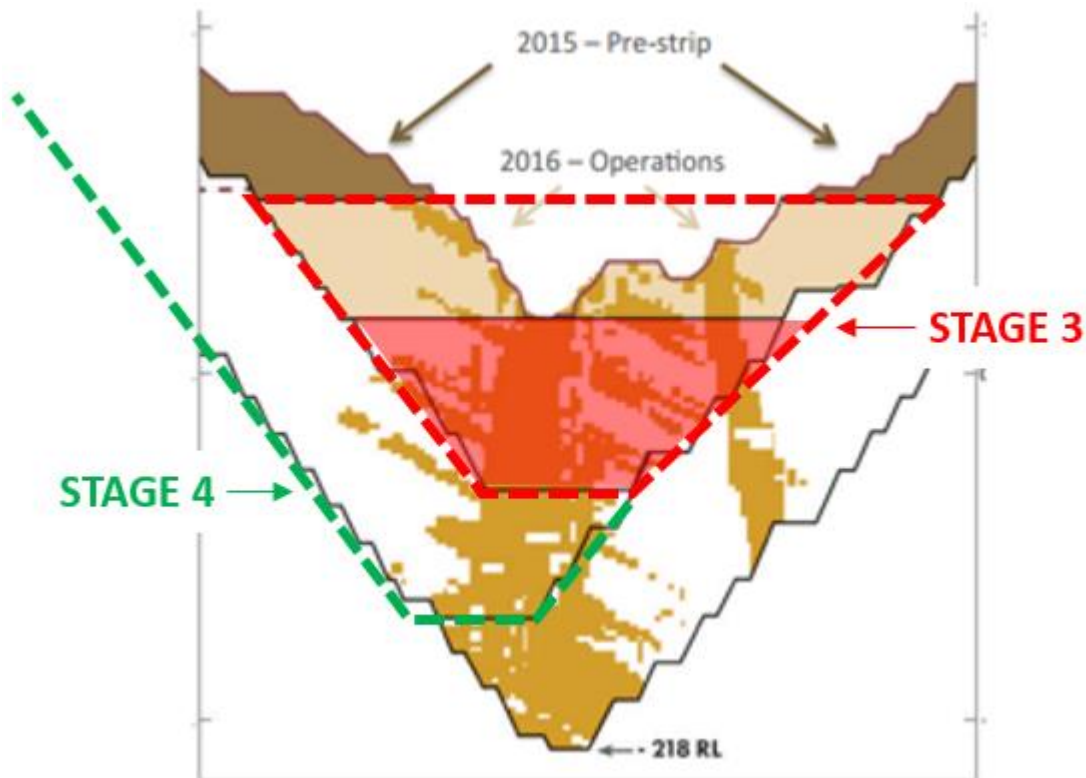 2015 – Pre-strip
2016 – Operations
STAGE 3
STAGE 4
- 218 RL